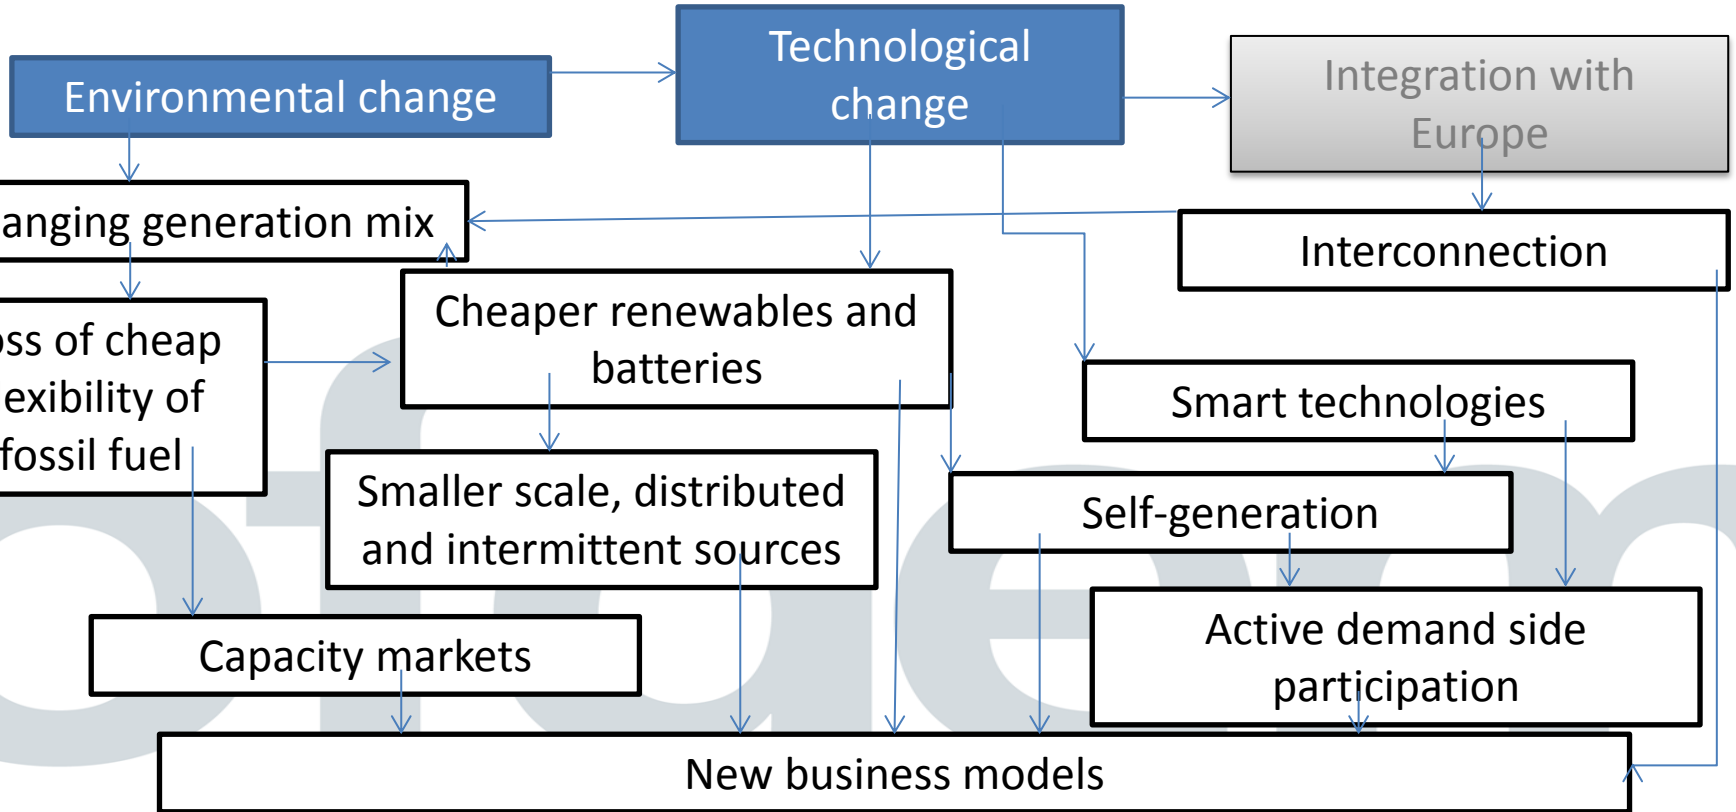 Technological
change
Environmental change
Integration with
Europe
anging generation mix
Interconnection
Cheaper renewables and
batteries
oss of cheap
exibility of
fossil fuel
Smart technologies
Smaller scale, distributed
and intermittent sources
Self-generation
Capacity markets
Active demand side
participation
New business models
ofgem